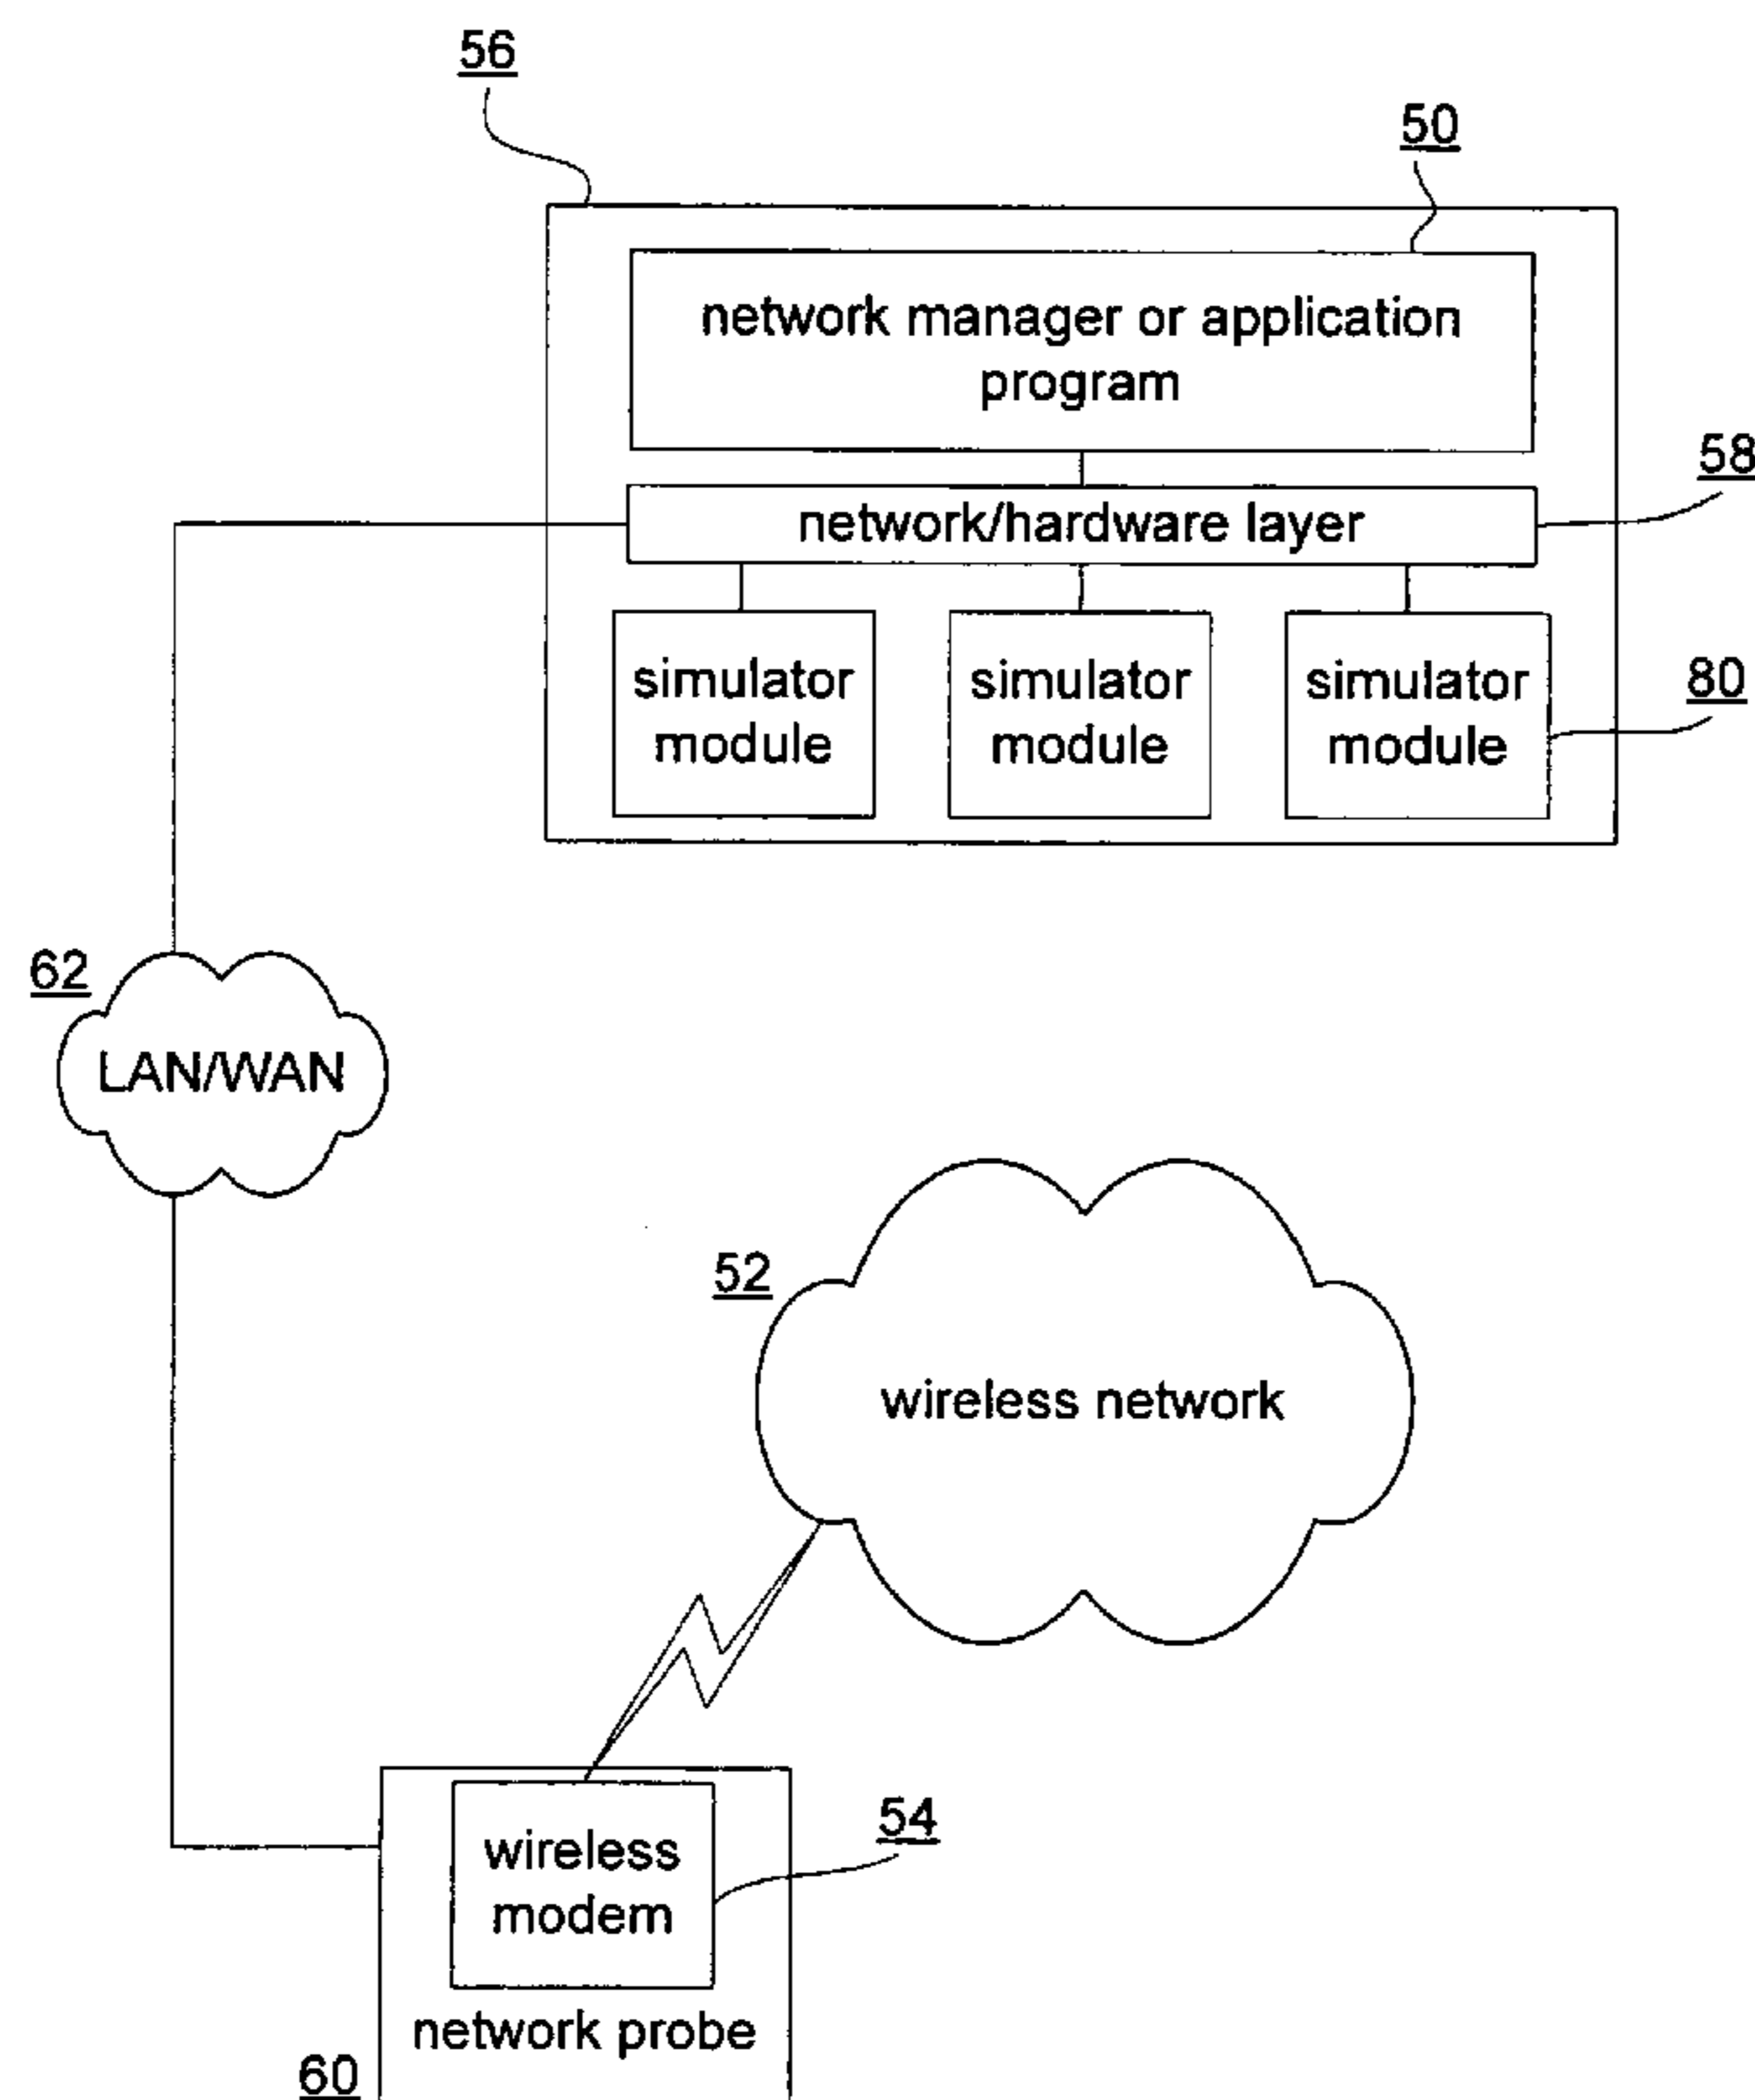 56
50
network manager or application
program
58
network/hardware layer
simulator
module
simulator
module
simulator
module
80
62
LAN/WAN
52
wireless network
54
wireless
modem
network probe
60